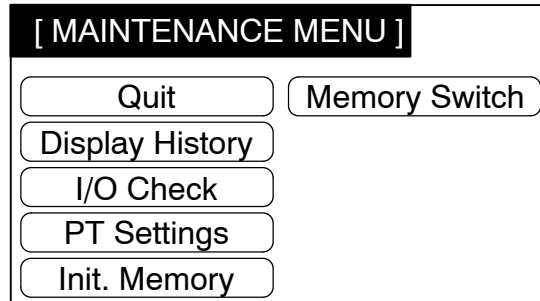 [ MAINTENANCE MENU ]
Quit Memory Switch
Display History
I/O Check
PT Settings
Init. Memory